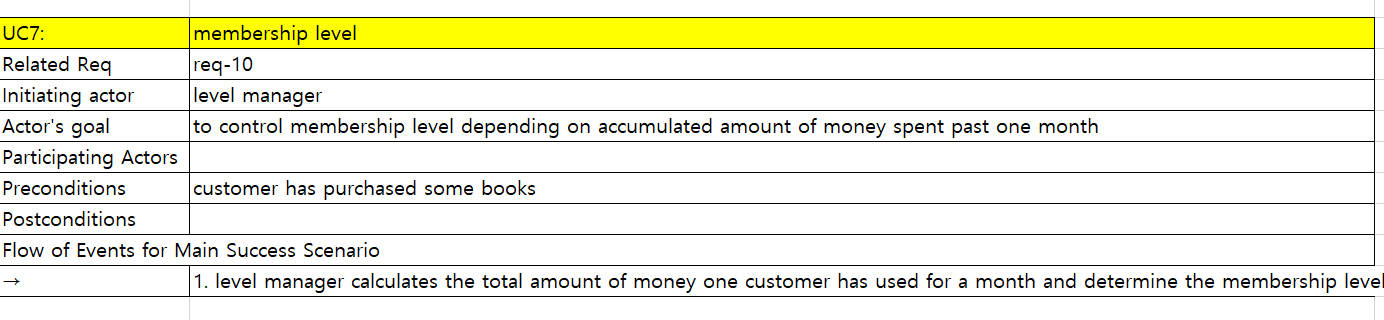 UC7: membership level
Related Req req-10
Initiating actor level manager
Actor's goal to control membership level depending on accumulated amount of money spent past one month
Participating Actors
Preconditions customer has purchased some books
Postconditions
Flow of Events for Main Success Scenario
→ 1. level manager calculates the total amount of money one customer has used for a month and determine the membership level